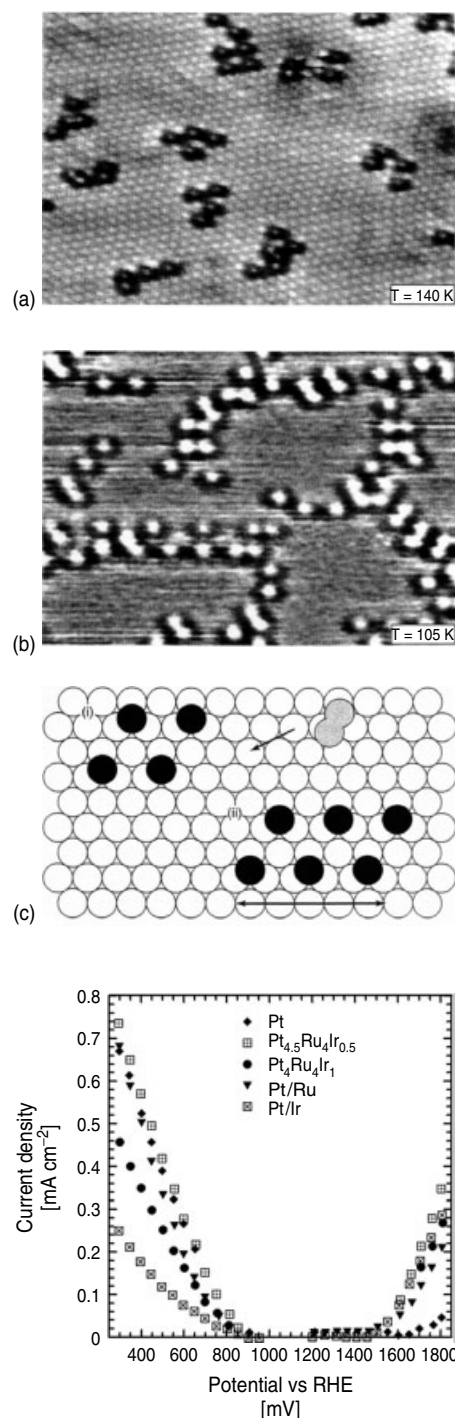 T = 140 K
(a)
T = 105 K
(b)
(i)
(ii)
(c)
0.8
0.7
0.6
0.5
0.4
0.3
0.2
0.1
0
Current density
[mA cm−2]
Pt
Pt4.5Ru4Ir0.5
Pt4Ru4Ir1
Pt/Ru
Pt/Ir
400 600 800 1000 1200 1400 1600 1800
Potential vs RHE
[mV]